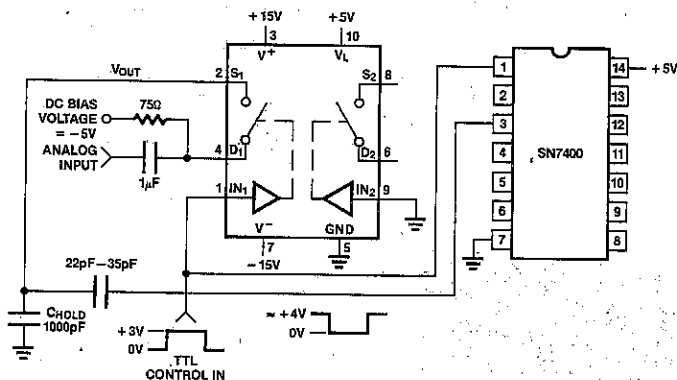 +15V
+5V
3
10
V+
VL
VOUT
2
S1
S2
8
DC BIAS
VOLTAGE
= −5V
75Ω
ANALOG
INPUT
1μF
4
D1
D2
6
1
IN1
IN2
9
V−
GND
7
5
−15V
22pF−35pF
CHOLD
1000pF
+3V
0V
TTL
CONTROL IN
≈ +4V
0V
1
14
+5V
2
13
3
12
SN7400
4
11
5
10
6
9
7
8